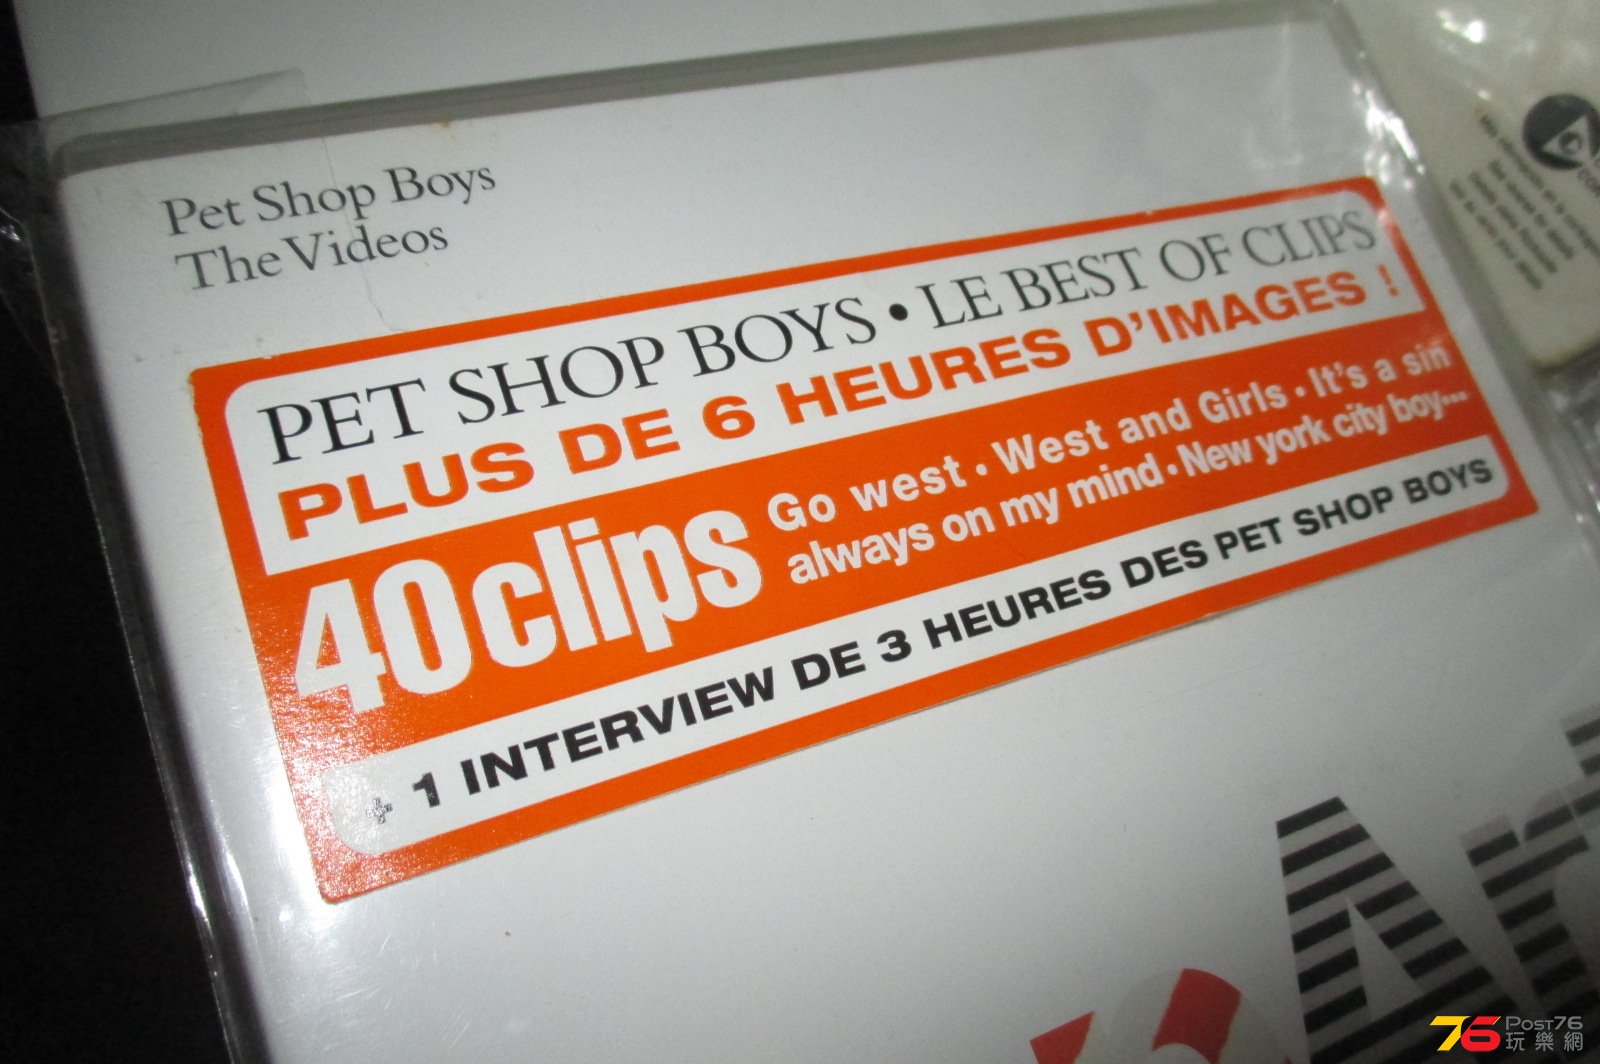 Pet Shop Boys
The Videos
PET SHOP BOYS • LE BEST OF CLIPS
PLUS DE 6 HEURES D'IMAGES !
40clips
Go west • West and Girls • It's a sin
always on my mind • New york cïty boy...
+ 1 INTERVIEW DE 3 HEURES DES PET SHOP BOYS
Ar
76 Post76
玩樂網